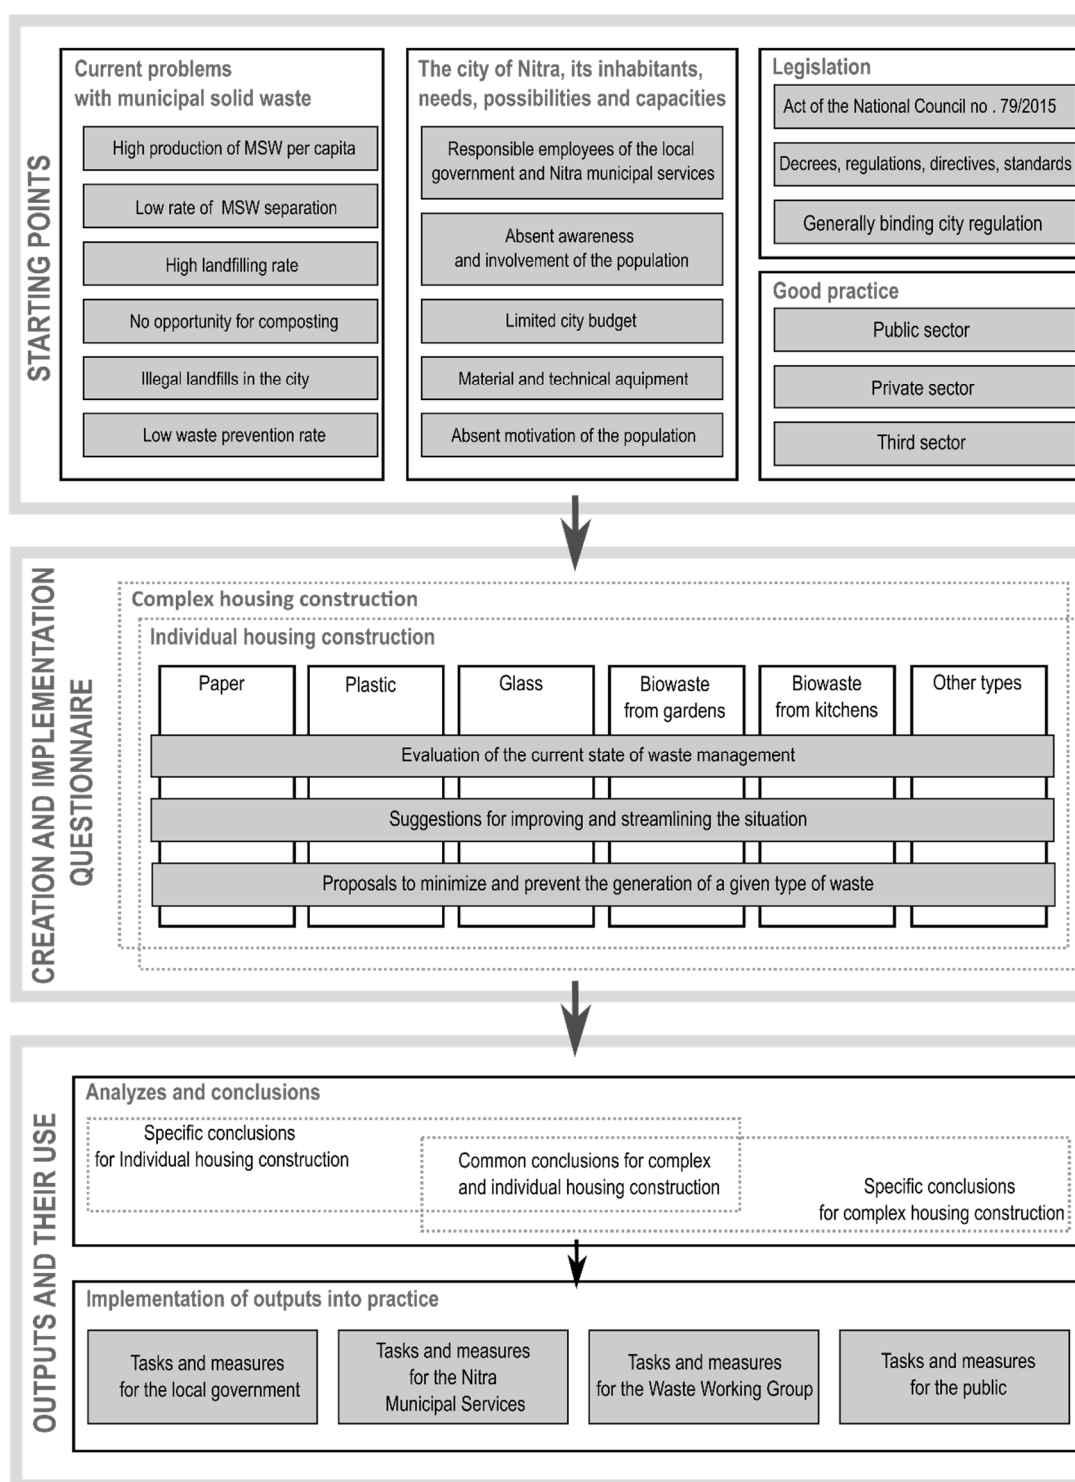 STARTING POINTS
Current problems
with municipal solid waste
High production of MSW per capita
Low rate of MSW separation
High landfilling rate
No opportunity for composting
Illegal landfills in the city
Low waste prevention rate
The city of Nitra, its inhabitants,
needs, possibilities and capacities
Responsible employees of the local
government and Nitra municipal services
Absent awareness
and involvement of the population
Limited city budget
Material and technical aquipment
Absent motivation of the population
Legislation
Act of the National Council no . 79/2015
Decrees, regulations, directives, standards
Generally binding city regulation
Good practice
Public sector
Private sector
Third sector
CREATION AND IMPLEMENTATION
QUESTIONNAIRE
Complex housing construction
Individual housing construction
Paper
Plastic
Glass
Biowaste
from gardens
Biowaste
from kitchens
Other types
Evaluation of the current state of waste management
Suggestions for improving and streamlining the situation
Proposals to minimize and prevent the generation of a given type of waste
OUTPUTS AND THEIR USE
Analyzes and conclusions
Specific conclusions
for Individual housing construction
Common conclusions for complex
and individual housing construction
Specific conclusions
for complex housing construction
Implementation of outputs into practice
Tasks and measures
for the local government
Tasks and measures
for the Nitra
Municipal Services
Tasks and measures
for the Waste Working Group
Tasks and measures
for the public